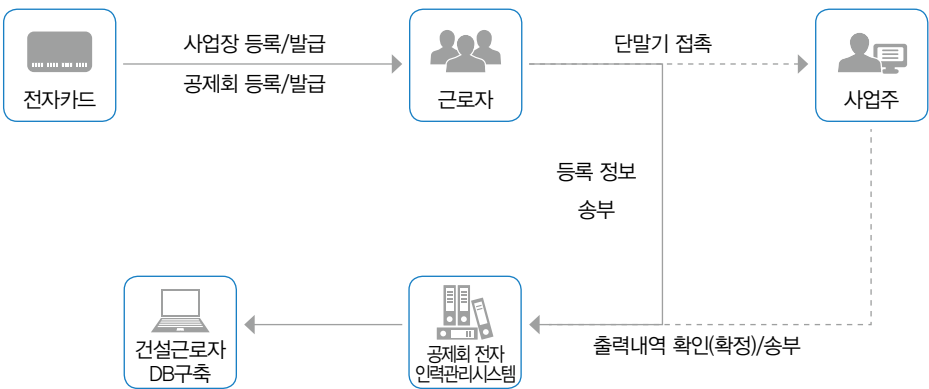 사업장 등록/발급
공제회 등록/발급
단말기 접촉
전자카드
근로자
사업주
등록 정보
송부
건설근로자
DB구축
공제회 전자
인력관리시스템
출력내역 확인(확정)/송부